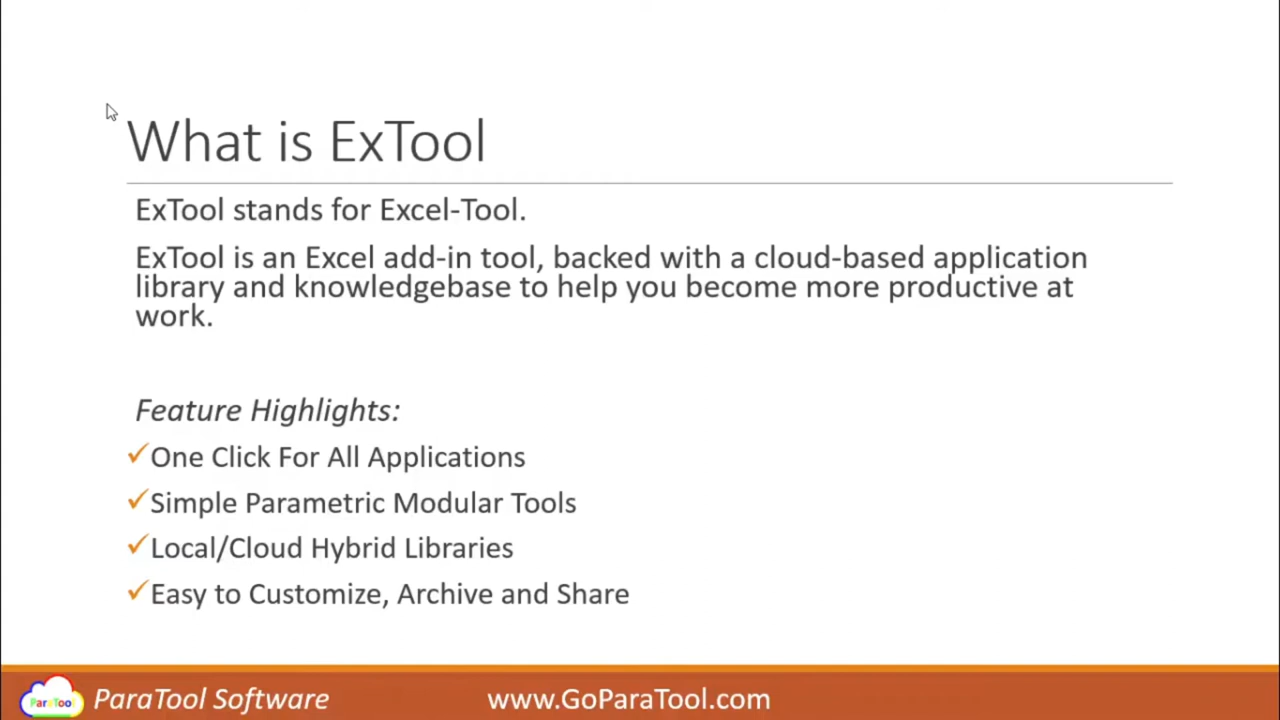 What is ExTool
ExTool stands for Excel-Tool.
ExTool is an Excel add-in tool, backed with a cloud-based application
library and knowledgebase to help you become more productive at
work.
Feature Highlights:
✓One Click For All Applications
✓Simple Parametric Modular Tools
✓Local/Cloud Hybrid Libraries
✓Easy to Customize, Archive and Share
ParaTool
ParaTool Software
www.GoParaTool.com